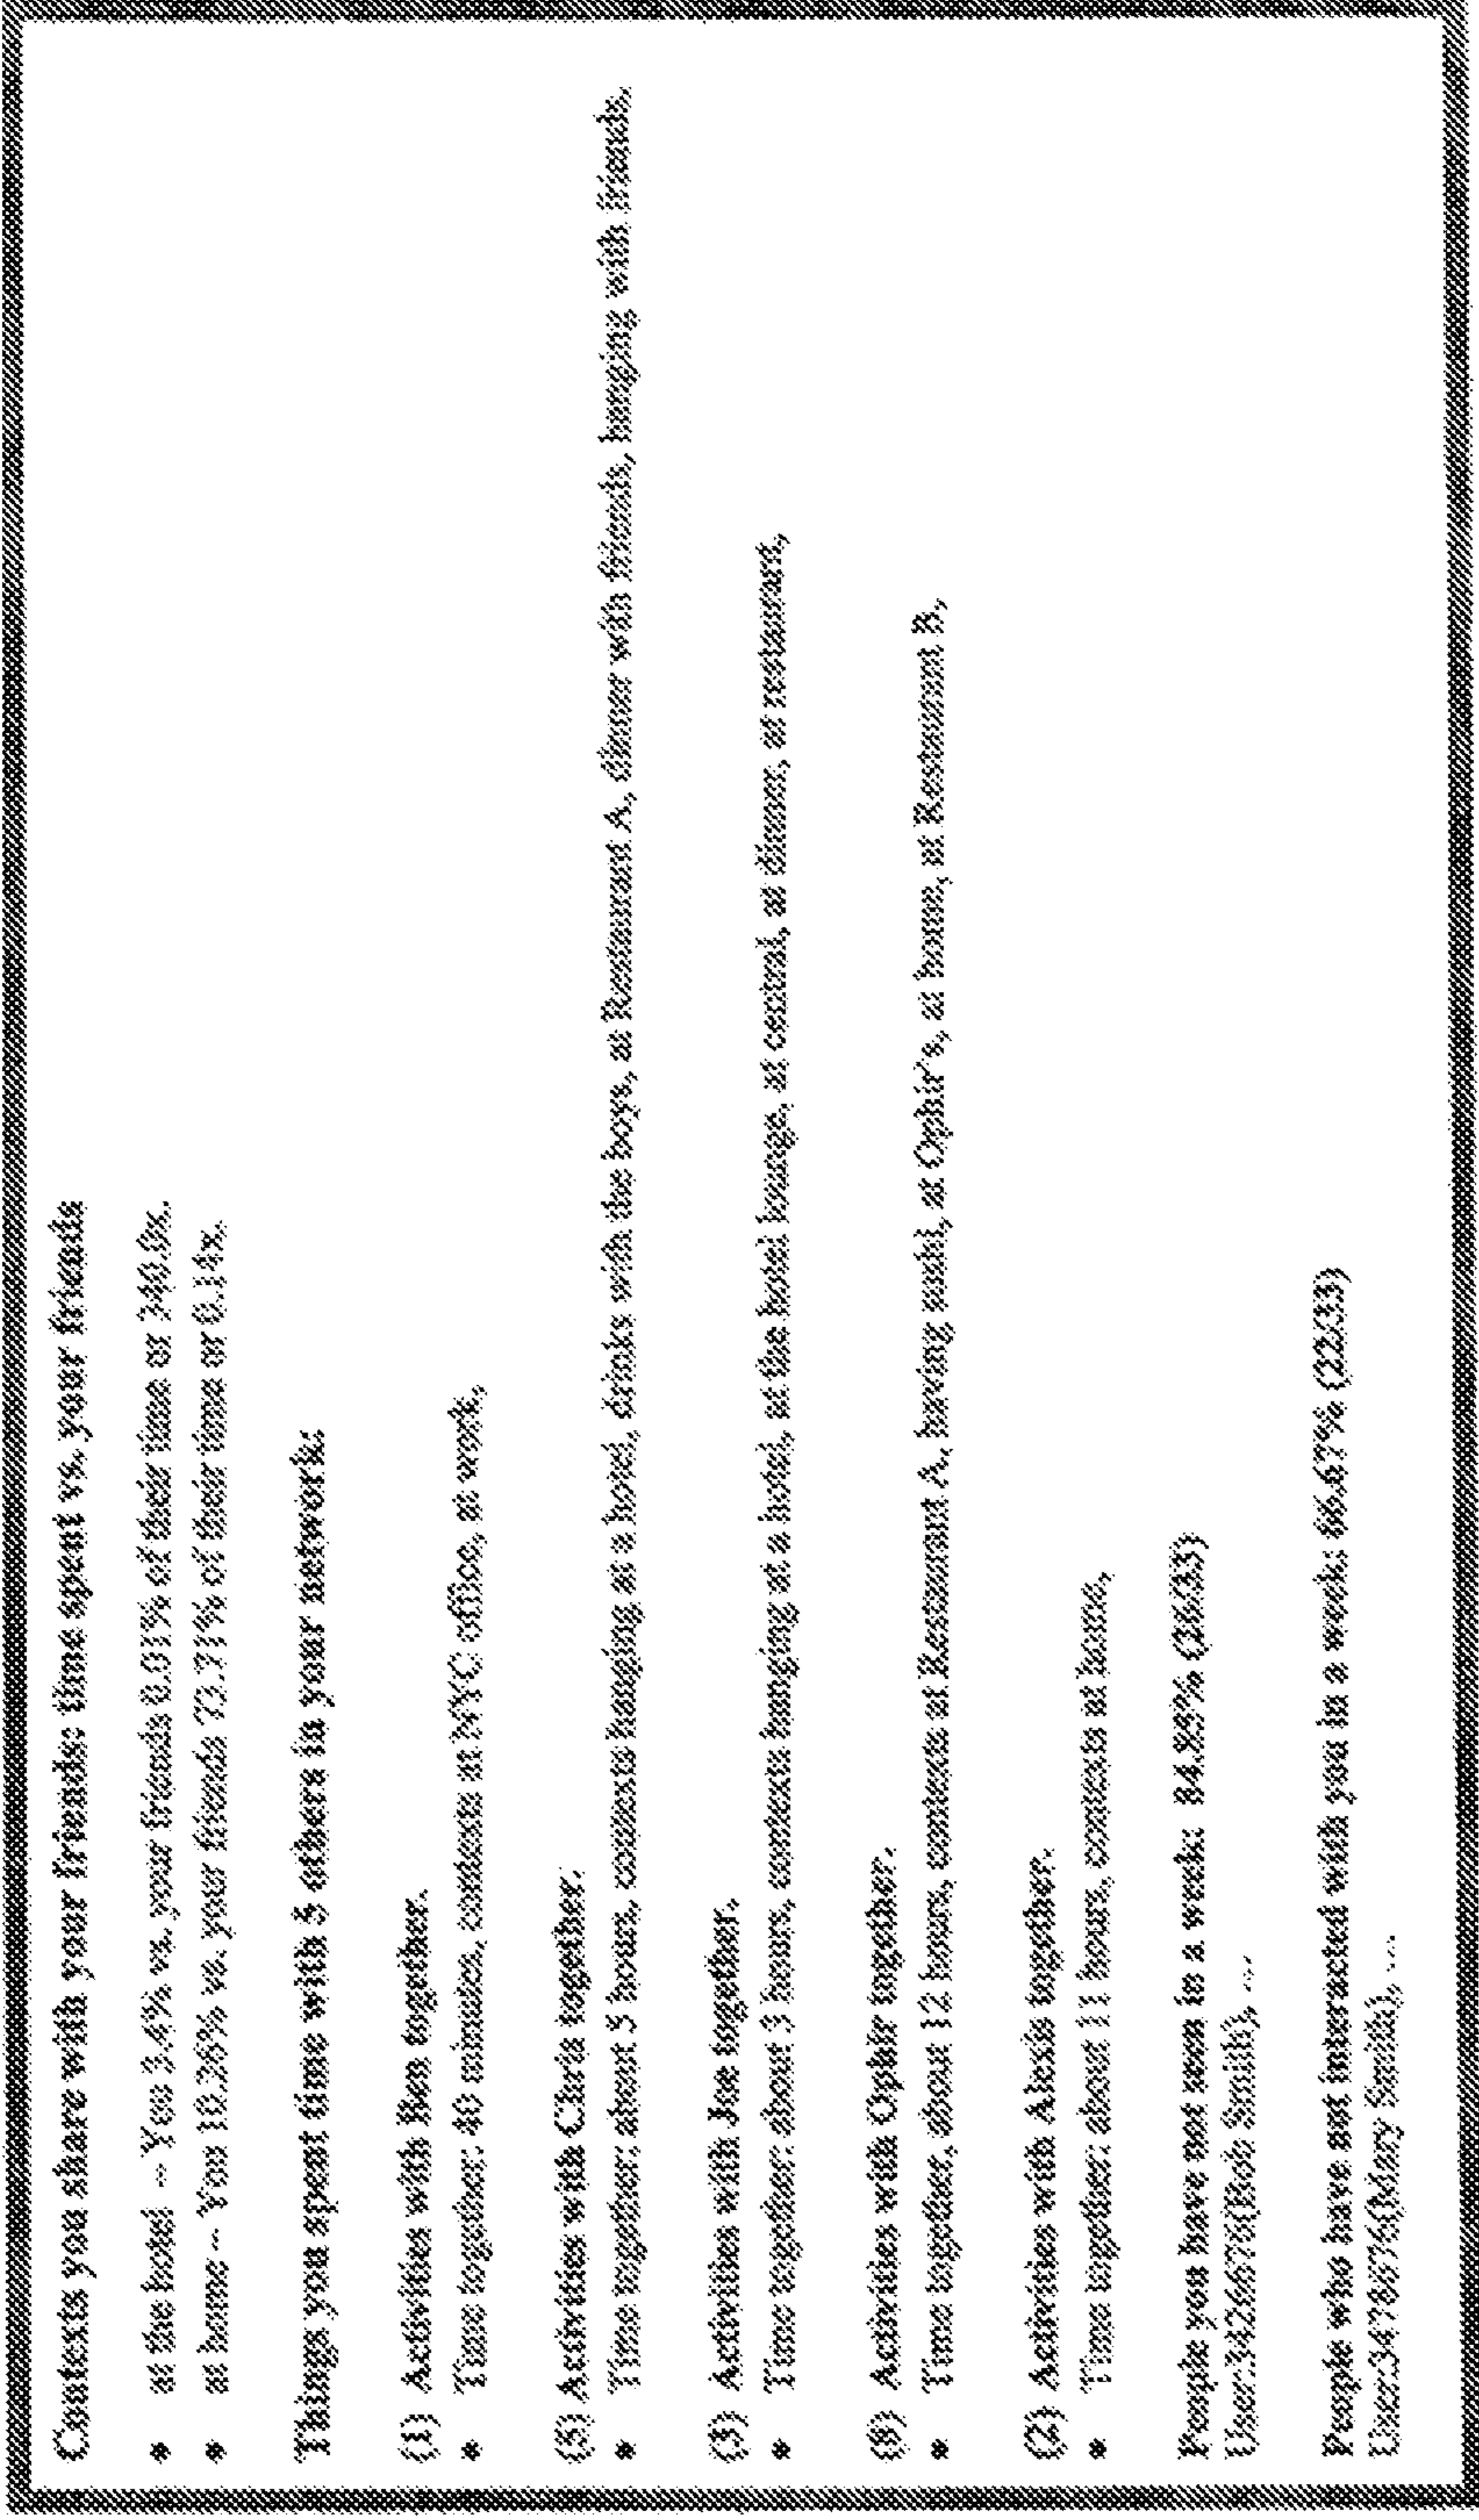 Contexts you share with your friends: time spent vs. your friends
• at the hotel -- You 3.4% vs. your friends 0.01% of their time or 340.0x.
• at home -- You 10.26% vs. your friends of their time or 0.14x.
Things you spent time with 5 others in your network:
(1) Activities with Ben together.
• Time together: 40 minutes, contexts at NYC office, at work,
(5) Activities with Chris together.
• Time together: about 5 hours, contexts hanging at a hotel, drinks with the boys, at Restaurant A, dinner with friends, hanging with friends,
(3) Activities with Joe together.
• Time together: about 3 hours, contexts hanging at a hotel, at the hotel lounge, at central, at dinner, at restaurant,
Activities with Ophir together.
• Time together, about 12 hours, contexts at Restaurant A, having sushi, at Ophir's, at home, at Restaurant B,
(2) Activities with Alexis together.
• Time together: about 11 hours, contexts at home,
People you have not seen in a week: 84.85% (28/33)
Bob Smith), ...
People who have not interacted with you in a week: 66.67% (22/33)
(Mary Smith), ...